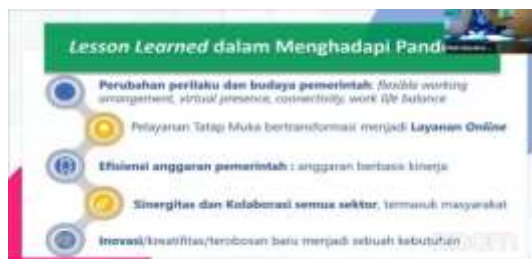 Lesson Learned dalam Menghadapi
Perubahan perilaku dan budaya pemerintah: flexible working
arrangement, virtual presence, connectivity, work life balance
Pelayanan Tatap Muka bertransformasi menjadi Layanan Online
Efisiensi anggaran pemerintah : anggaran berbasis kinerja
Sinergitas dan Kolaborasi semua sektor, termasuk masyarakat
Inovasi/kreatifitas/terobosan baru menjadi sebuah kebutuhan